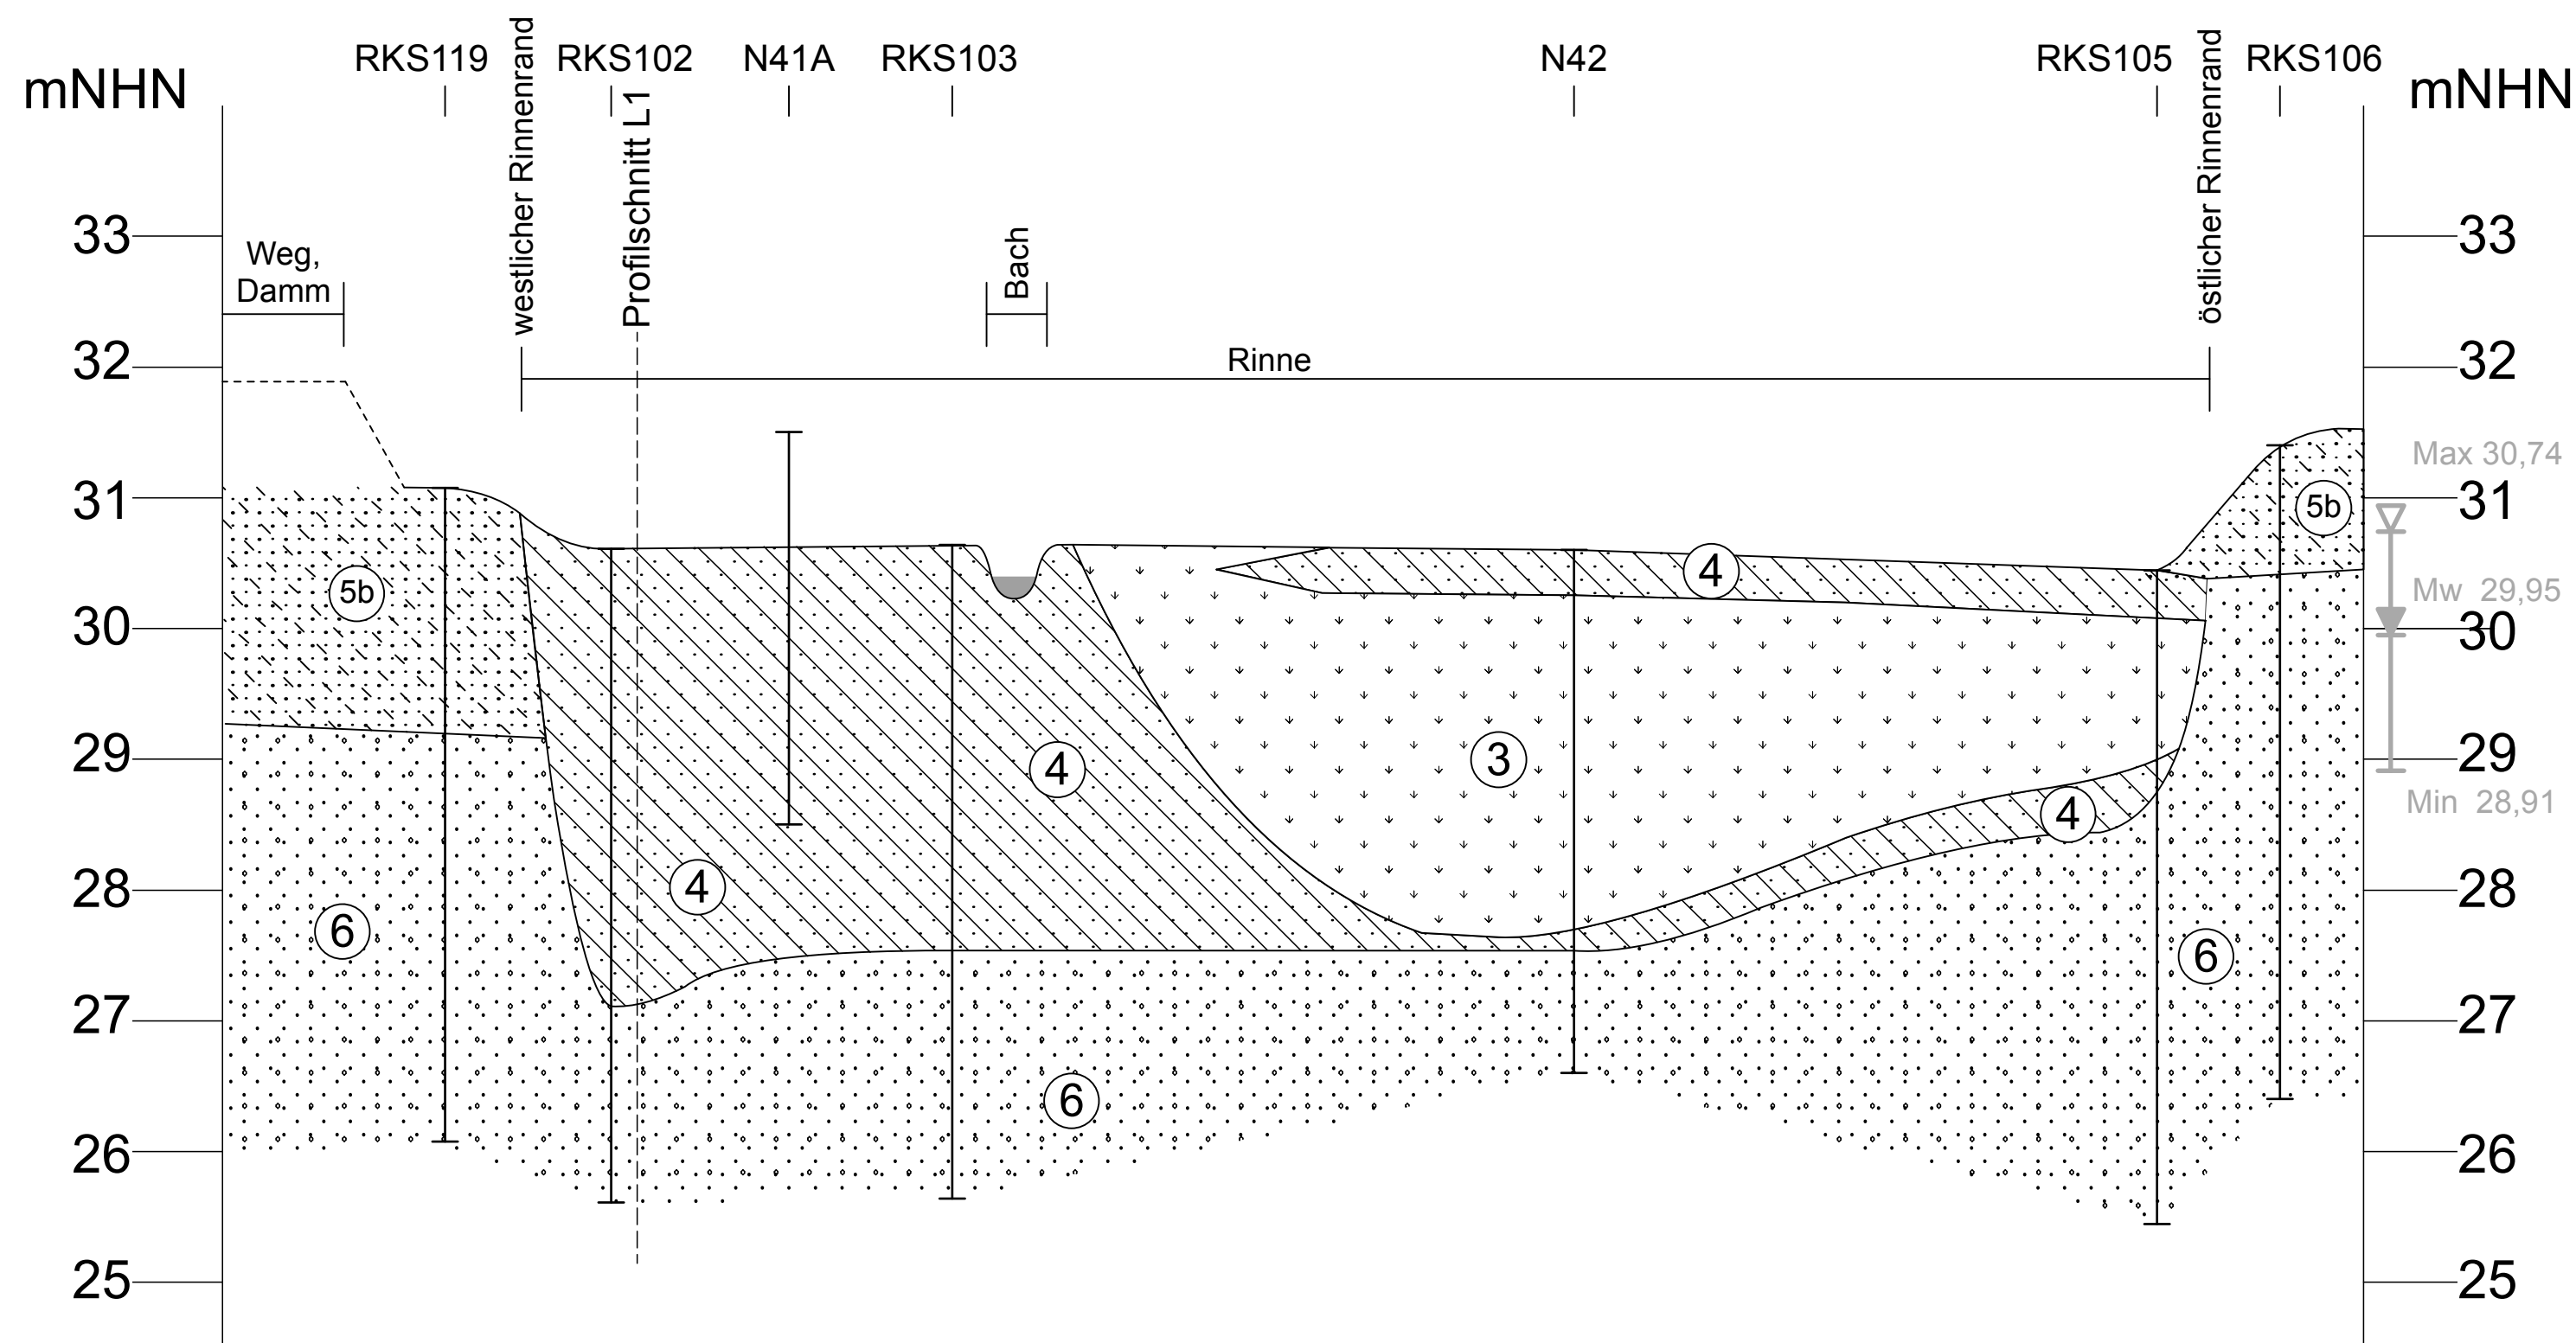 RKS119
westlicher Rinnenrand
RKS102
Profilschnitt L1
N41A
RKS103
N42
RKS105
östlicher Rinnenrand
RKS106
mNHN
mNHN
33
Weg,
Damm
Bach
33
32
Rinne
32
Max 30,74
31
5b
31
4
5b
Mw 29,95
30
30
29
4
3
29
4
Min 28,91
28
4
28
6
6
27
27
6
26
26
25
25